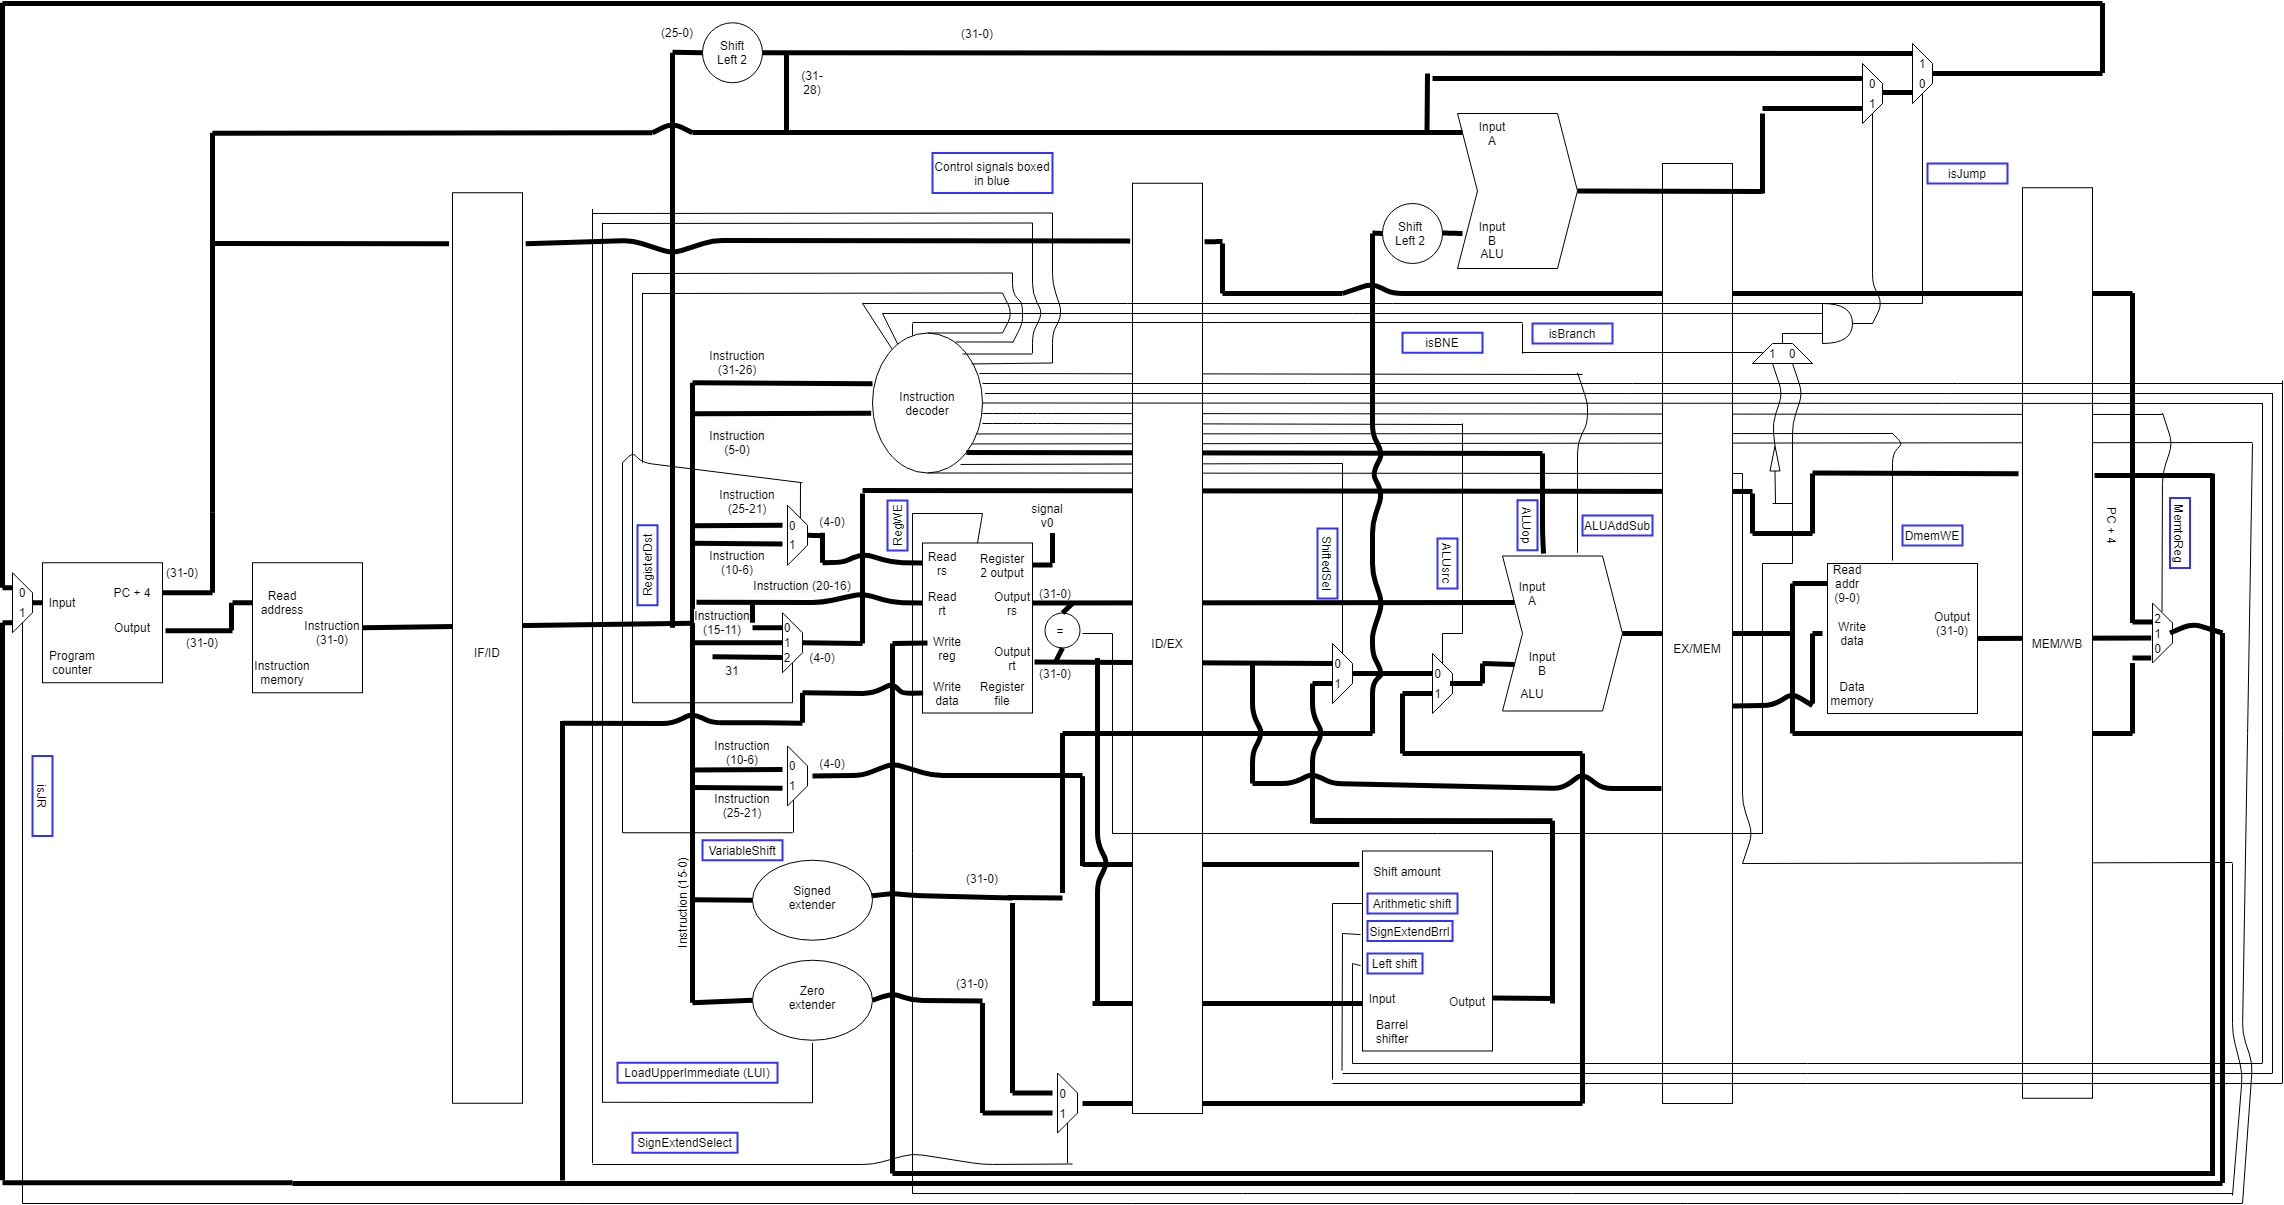 (25-0)
Shift
Left 2
(31-0)
(31-
28)
1
0
0
1
Input
A
Input
B
ALU
Shift
Left 2
Control signals boxed
in blue
isJump
isBNE
isBranch
1 0
Instruction
(31-26)
Instruction
decoder
Instruction
(5-0)
Instruction
(25-21)
0
1
(4-0)
Instruction
(10-6)
RegWE
signal
v0
RegisterDst
Instruction (20-16)
Instruction
(15-11)
0
1
2
31
(4-0)
Read
rs
Register
2 output
Read
rt
Output
rs
Write
reg
Output
rt
Write
data
Register
file
(31-0)
=
(31-0)
0
1
Input
PC + 4
Output
Program
counter
(31-0)
(31-0)
Read
address
Instruction
(31-0)
Instruction
memory
IF/ID
ID/EX
EX/MEM
MEM/WB
ShiftedSel
ALUsrc
ALUop
ALUAddSub
0
1
0
1
Input
A
Input
B
ALU
DmemWE
Read
addr
(9-0)
Write
data
Output
(31-0)
Data
memory
PC + 4
MemtoReg
2
1
0
isJR
Instruction
(10-6)
0
1
(4-0)
Instruction
(25-21)
VariableShift
Instruction (15-0)
Signed
extender
(31-0)
Zero
extender
(31-0)
Shift amount
Arithmetic shift
SignExtendBrrl
Left shift
Input
Output
Barrel
shifter
LoadUpperImmediate (LUI)
0
1
SignExtendSelect